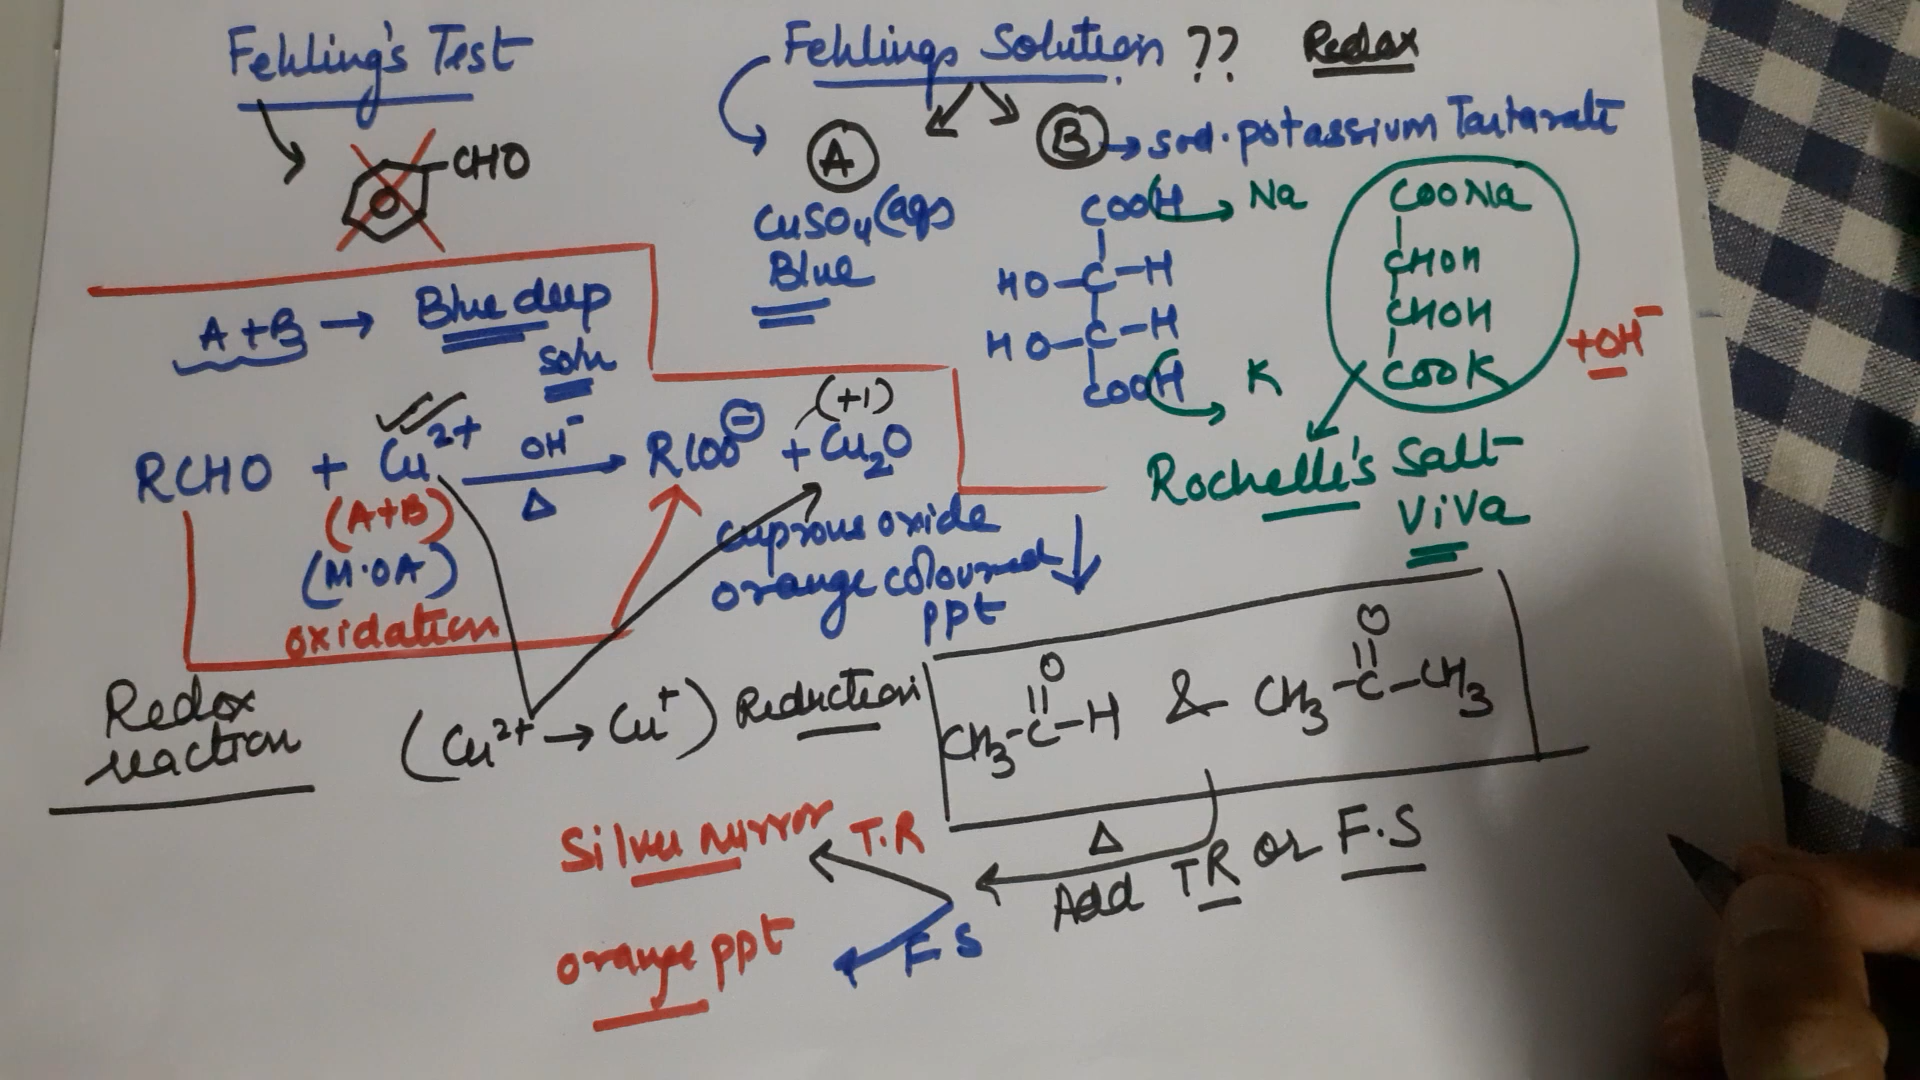 Fehling's Test
CHO
Fehlings Solution ??
Redox
A
CuSO4(aq)
Blue
B → sod. potassium Tartarate
COOH → Na
HO-C-H
HO-C-H
COOH → K
COONa
CHOH
CHOH
COOK
+OH-
Rochelle's Salt
Viva
A+B → Blue deep
soln
RCHO + Cu2+ OH- Δ → RCOO⊖ + Cu2O
(+1)
(A+B)
(M.OA)
oxidation
cuprous oxide ↓
orange coloured
ppt
Redox
reaction
(Cu2+ → Cu+) Reduction
O
CH3-C-H & CH3-C-CH3
O
Δ
Add TR or F.S
T.R
Silver mirror
F.S
orange ppt